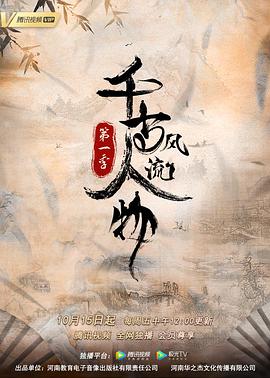 腾讯视频 VIP
千古风流人物
第一季
10月15日起 每周五中午12:00更新
腾讯视频 全网独播 会员尊享
独播平台: 腾讯视频 极光TV
出品单位: 河南教育电子音像出版社有限责任公司 河南华之杰文化传播有限公司